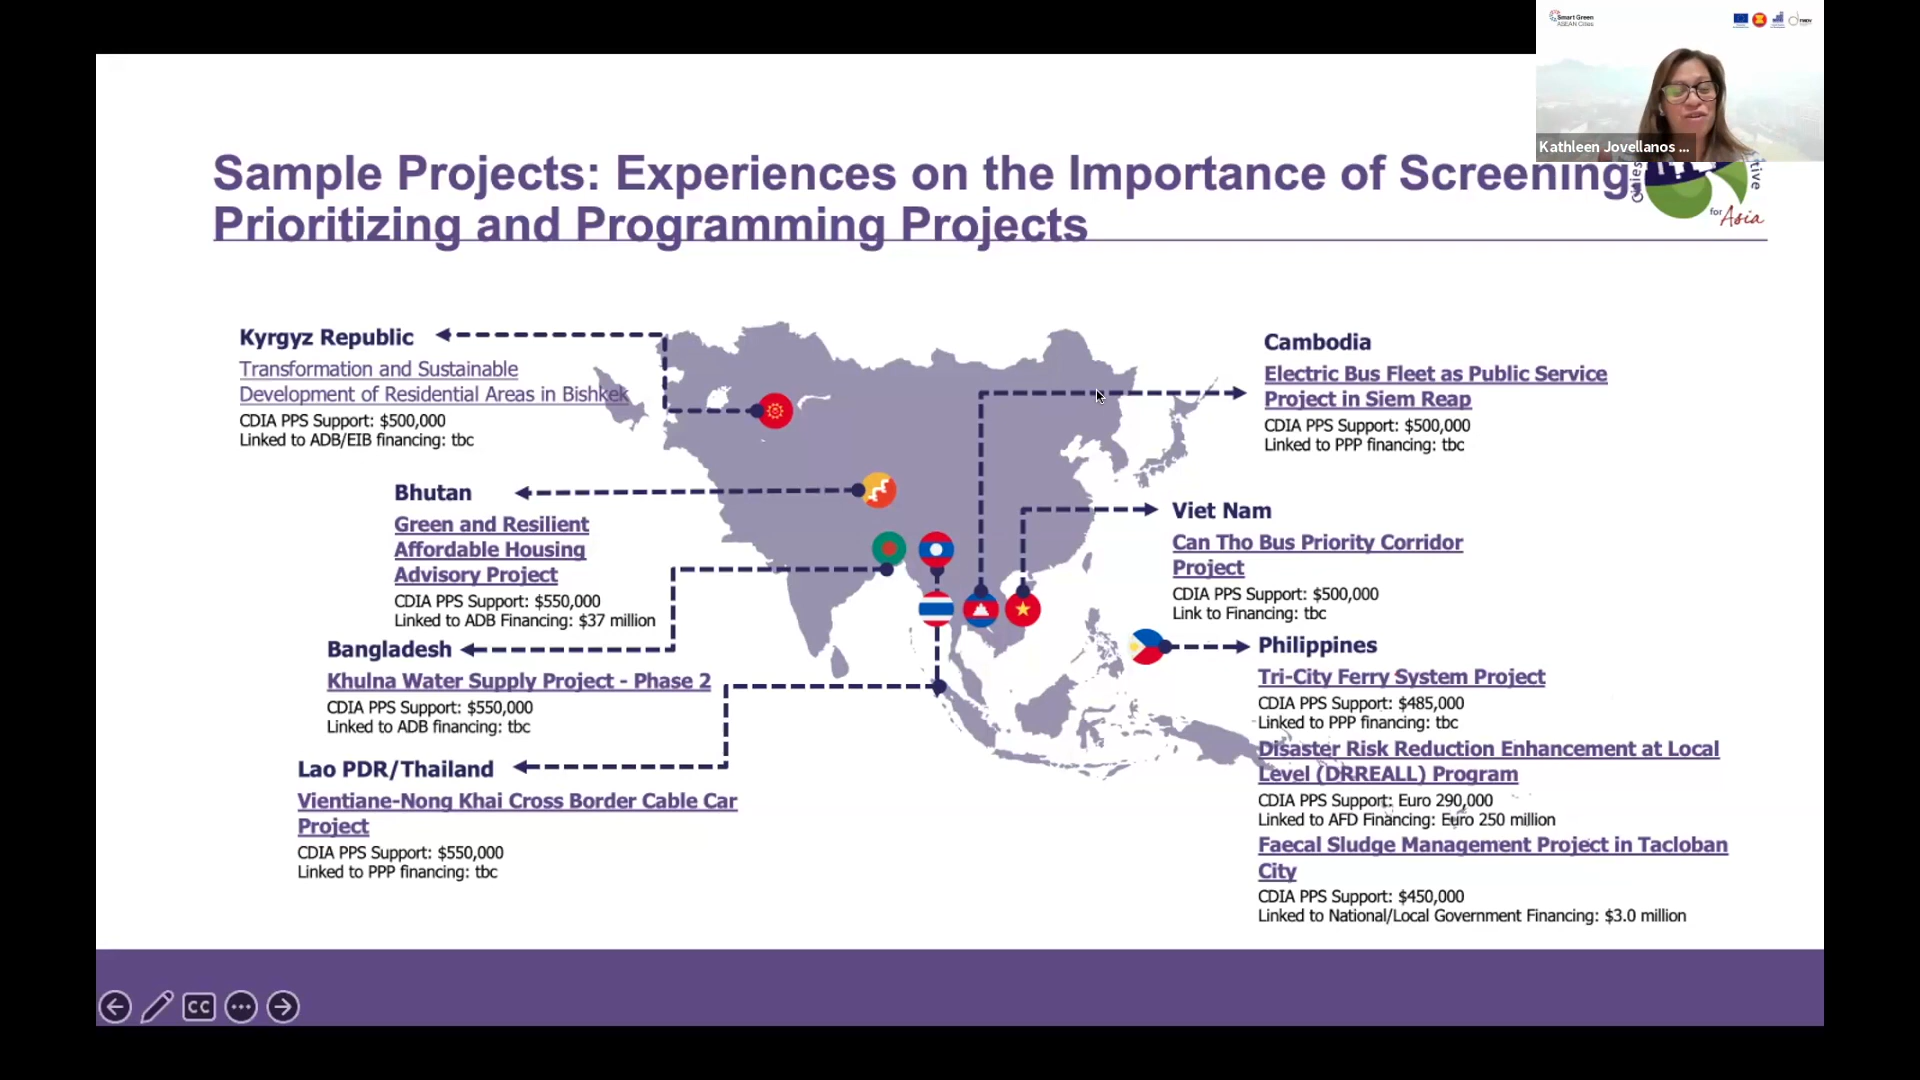 Smart Green
ASEAN Cities
Kathleen Jovellanos ...
Sample Projects: Experiences on the Importance of Screening,
Prioritizing and Programming Projects
Cities
tive
for Asia
Kyrgyz Republic
Transformation and Sustainable
Development of Residential Areas in Bishkek
CDIA PPS Support: $500,000
Linked to ADB/EIB financing: tbc
Bhutan
Green and Resilient
Affordable Housing
Advisory Project
CDIA PPS Support: $550,000
Linked to ADB Financing: $37 million
Bangladesh
Khulna Water Supply Project - Phase 2
CDIA PPS Support: $550,000
Linked to ADB financing: tbc
Lao PDR/Thailand
Vientiane-Nong Khai Cross Border Cable Car
Project
CDIA PPS Support: $550,000
Linked to PPP financing: tbc
Cambodia
Electric Bus Fleet as Public Service
Project in Siem Reap
CDIA PPS Support: $500,000
Linked to PPP financing: tbc
Viet Nam
Can Tho Bus Priority Corridor
Project
CDIA PPS Support: $500,000
Link to Financing: tbc
Philippines
Tri-City Ferry System Project
CDIA PPS Support: $485,000
Linked to PPP financing: tbc
Disaster Risk Reduction Enhancement at Local
Level (DRREALL) Program
CDIA PPS Support: Euro 290,000
Linked to AFD Financing: Euro 250 million
Faecal Sludge Management Project in Tacloban
City
CDIA PPS Support: $450,000
Linked to National/Local Government Financing: $3.0 million
CC